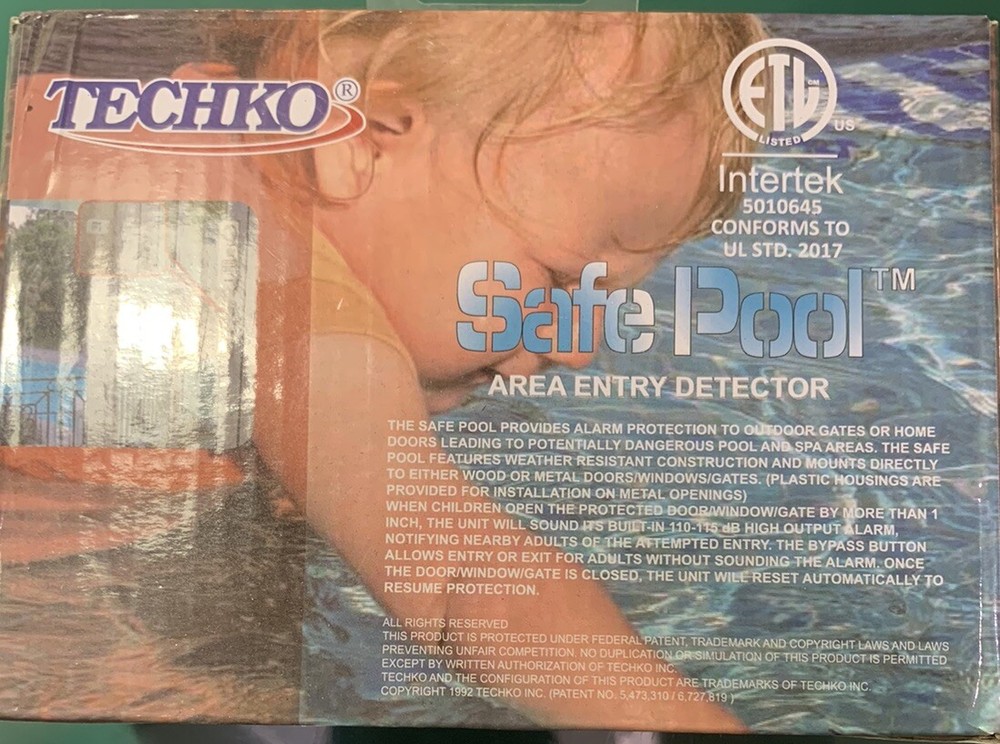 TECHKO®
ETL CM
LISTED
US
Intertek
5010645
CONFORMS TO
UL STD. 2017
Safe Pool™
AREA ENTRY DETECTOR
THE SAFE POOL PROVIDES ALARM PROTECTION TO OUTDOOR GATES OR HOME
DOORS LEADING TO POTENTIALLY DANGEROUS POOL AND SPA AREAS. THE SAFE
POOL FEATURES WEATHER RESISTANT CONSTRUCTION AND MOUNTS DIRECTLY
TO EITHER WOOD OR METAL DOORS/WINDOWS/GATES. (PLASTIC HOUSINGS ARE
PROVIDED FOR INSTALLATION ON METAL OPENINGS)
WHEN CHILDREN OPEN THE PROTECTED DOOR/WINDOW/GATE BY MORE THAN 1
INCH, THE UNIT WILL SOUND ITS BUILT-IN 110-115 dB HIGH OUTPUT ALARM,
NOTIFYING NEARBY ADULTS OF THE ATTEMPTED ENTRY. THE BYPASS BUTTON
ALLOWS ENTRY OR EXIT FOR ADULTS WITHOUT SOUNDING THE ALARM. ONCE
THE DOOR/WINDOW/GATE IS CLOSED, THE UNIT WILL RESET AUTOMATICALLY TO
RESUME PROTECTION.
ALL RIGHTS RESERVED
THIS PRODUCT IS PROTECTED UNDER FEDERAL PATENT, TRADEMARK AND COPYRIGHT LAWS AND LAWS
PREVENTING UNFAIR COMPETITION. NO DUPLICATION OR SIMULATION OF THIS PRODUCT IS PERMITTED
EXCEPT BY WRITTEN AUTHORIZATION OF TECHKO INC.
TECHKO AND THE CONFIGURATION OF THIS PRODUCT ARE TRADEMARKS OF TECHKO INC.
COPYRIGHT 1992 TECHKO INC. (PATENT NO. 5,473,310 / 6,727,819 )